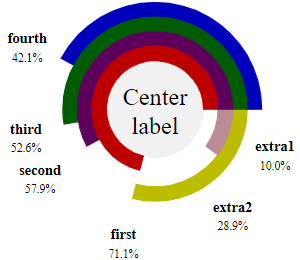 fourth
42.1%
Center
label
third
52.6%
second
57.9%
extra1
10.0%
extra2
28.9%
first
71.1%